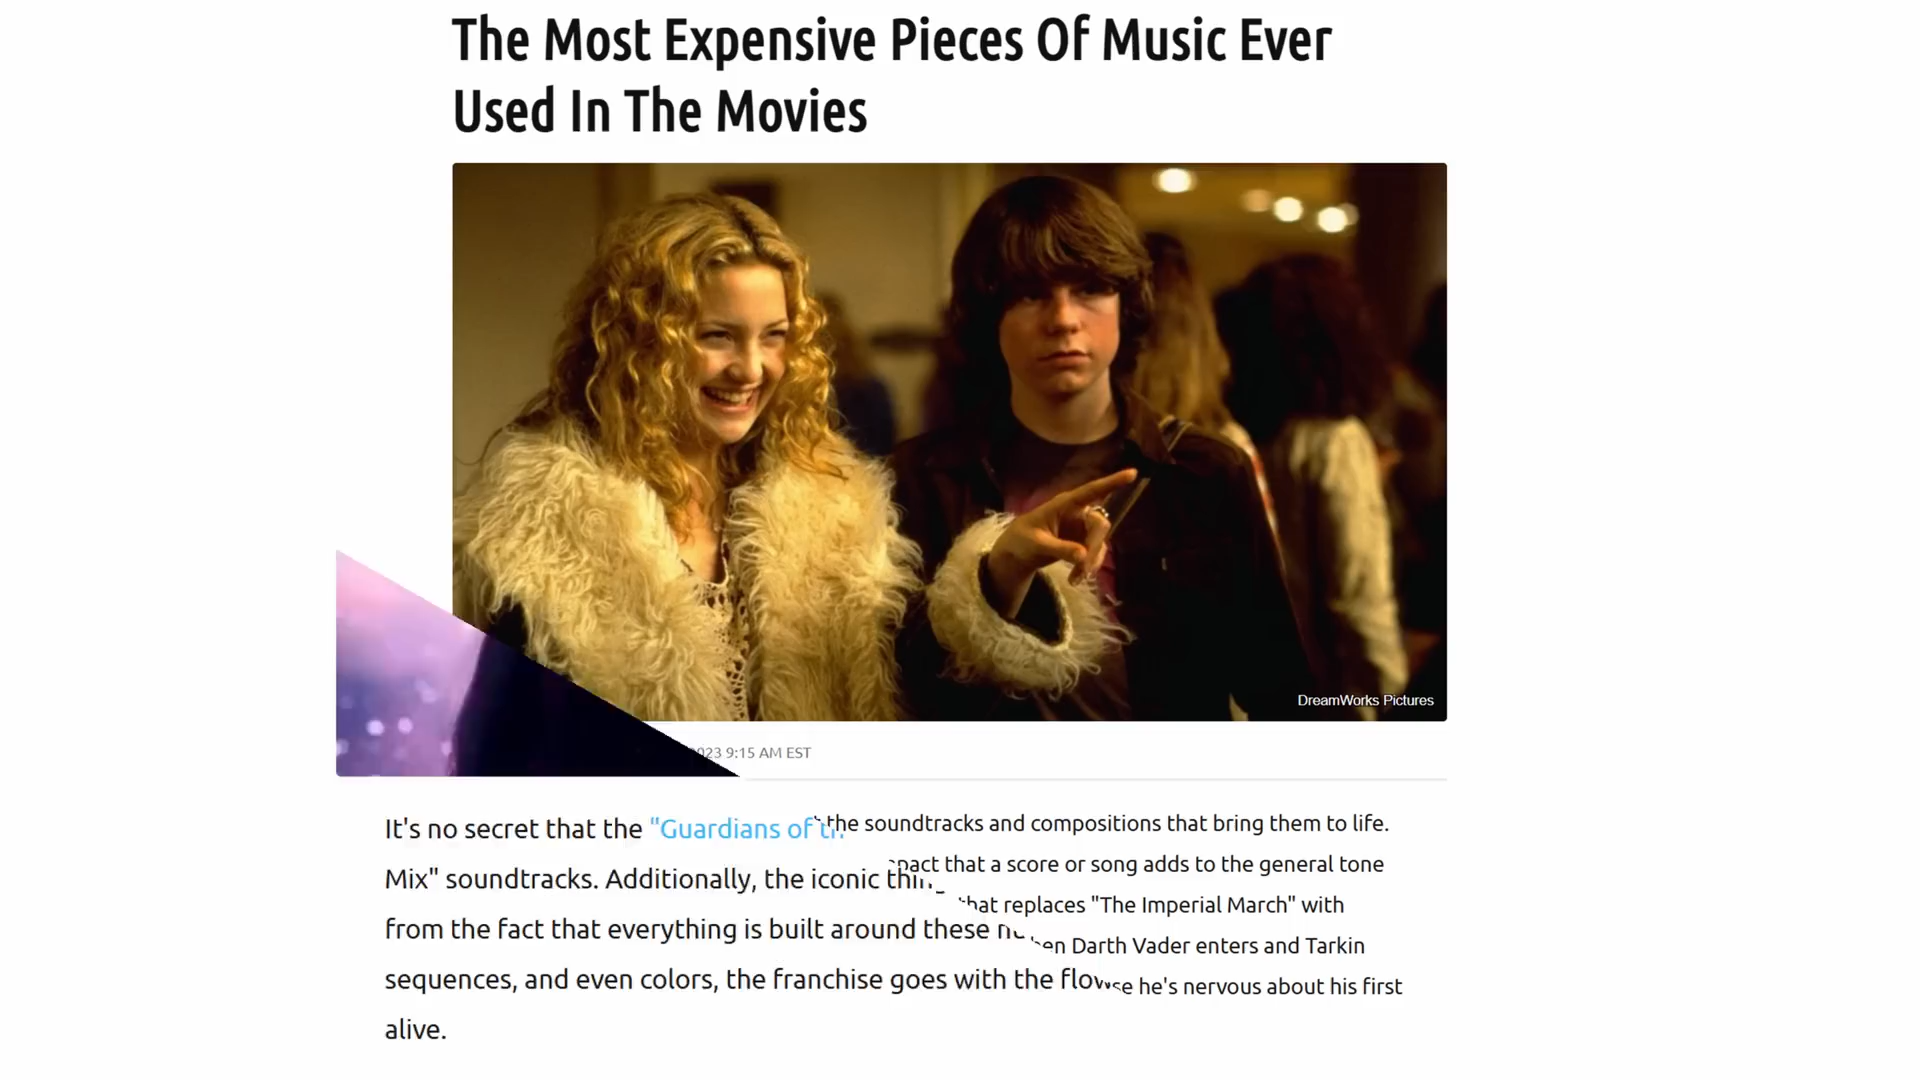 The Most Expensive Pieces Of Music Ever
Used In The Movies
DreamWorks Pictures
9:15 AM EST
It's no secret that the "Guardians of the soundtracks and compositions that bring them to life.
Mix" soundtracks. Additionally, the iconic that a score or song adds to the general tone
from the fact that everything is built around these that replaces "The Imperial March" with
sequences, and even colors, the franchise goes with the Darth Vader enters and Tarkin
he's nervous about his first
alive.